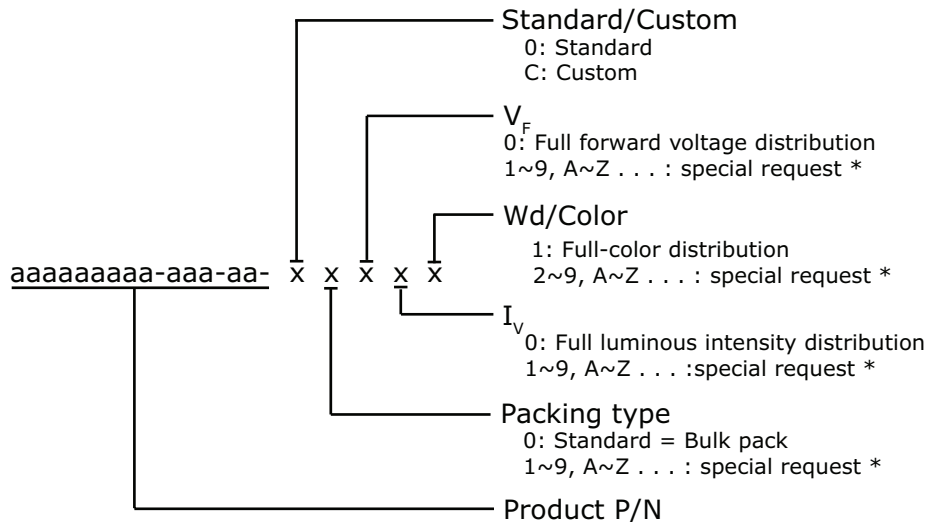 Standard/Custom
0: Standard
C: Custom
VF
0: Full forward voltage distribution
1~9, A~Z . . . : special request *
Wd/Color
1: Full-color distribution
2~9, A~Z . . . : special request *
aaaaaaaaa-aaa-aa- x x x x x
IV
0: Full luminous intensity distribution
1~9, A~Z . . . :special request *
Packing type
0: Standard = Bulk pack
1~9, A~Z . . . : special request *
Product P/N